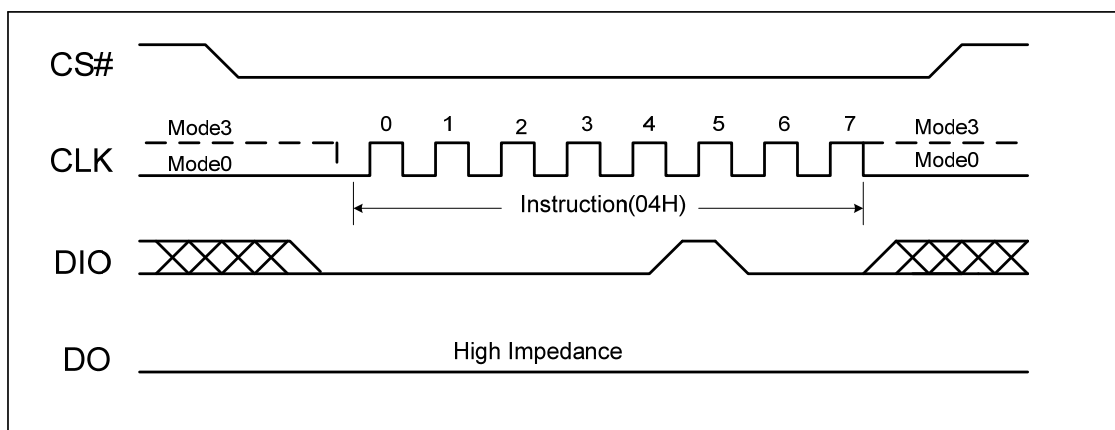 CS#
Mode3
0 1 2 3 4 5 6 7
Mode3
CLK
Mode0
Mode0
Instruction(04H)
DIO
High Impedance
DO